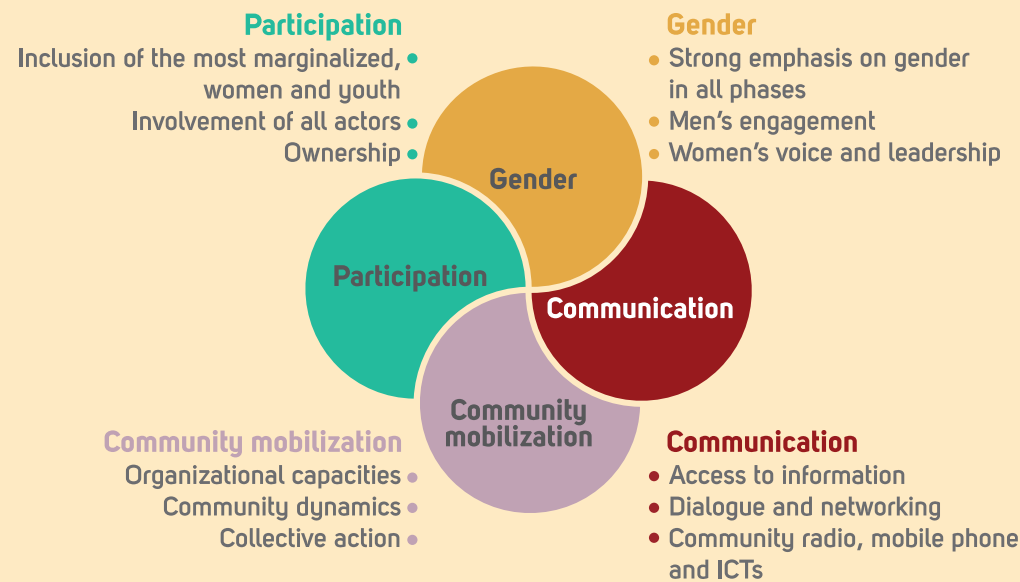 Participation
Inclusion of the most marginalized,
women and youth
Involvement of all actors
Ownership
Gender
Strong emphasis on gender
in all phases
Men's engagement
Women's voice and leadership
Gender
Participation
Communication
Community
mobilization
Community mobilization
Organizational capacities
Community dynamics
Collective action
Communication
Access to information
Dialogue and networking
Community radio, mobile phone
and ICTs